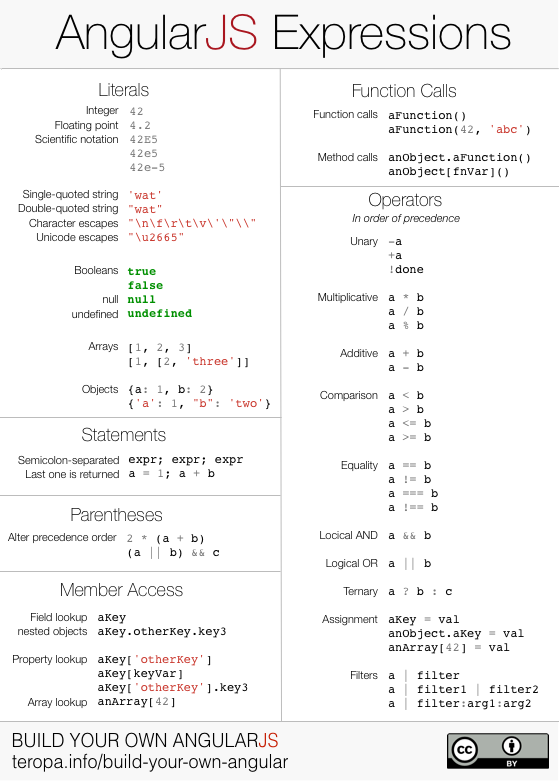 AngularJS Expressions
Literals
Integer 42
Floating point 4.2
Scientific notation 42E5
42e5
42e-5
Single-quoted string 'wat'
Double-quoted string "wat"
Character escapes "\n\f\r\t\v\'\"\\"
Unicode escapes "\u2665"
Booleans true
false
null null
undefined undefined
Arrays [1, 2, 3]
[1, [2, 'three']]
Objects {a: 1, b: 2}
{'a': 1, "b": 'two'}
Statements
Semicolon-separated expr; expr; expr
Last one is returned a = 1; a + b
Parentheses
Alter precedence order 2 * (a + b)
(a || b) && c
Member Access
Field lookup aKey
nested objects aKey.otherKey.key3
Property lookup aKey['otherKey']
aKey[keyVar]
aKey['otherKey'].key3
Array lookup anArray[42]
Function Calls
Function calls aFunction()
aFunction(42, 'abc')
Method calls anObject.aFunction()
anObject[fnVar]()
Operators
In order of precedence
Unary -a
+a
!done
Multiplicative a * b
a / b
a % b
Additive a + b
a - b
Comparison a < b
a > b
a <= b
a >= b
Equality a == b
a != b
a === b
a !== b
Locical AND a && b
Logical OR a || b
Ternary a ? b : c
Assignment aKey = val
anObject.aKey = val
anArray[42] = val
Filters a | filter
a | filter1 | filter2
a | filter:arg1:arg2
BUILD YOUR OWN ANGULARJS
teropa.info/build-your-own-angular
cc
BY